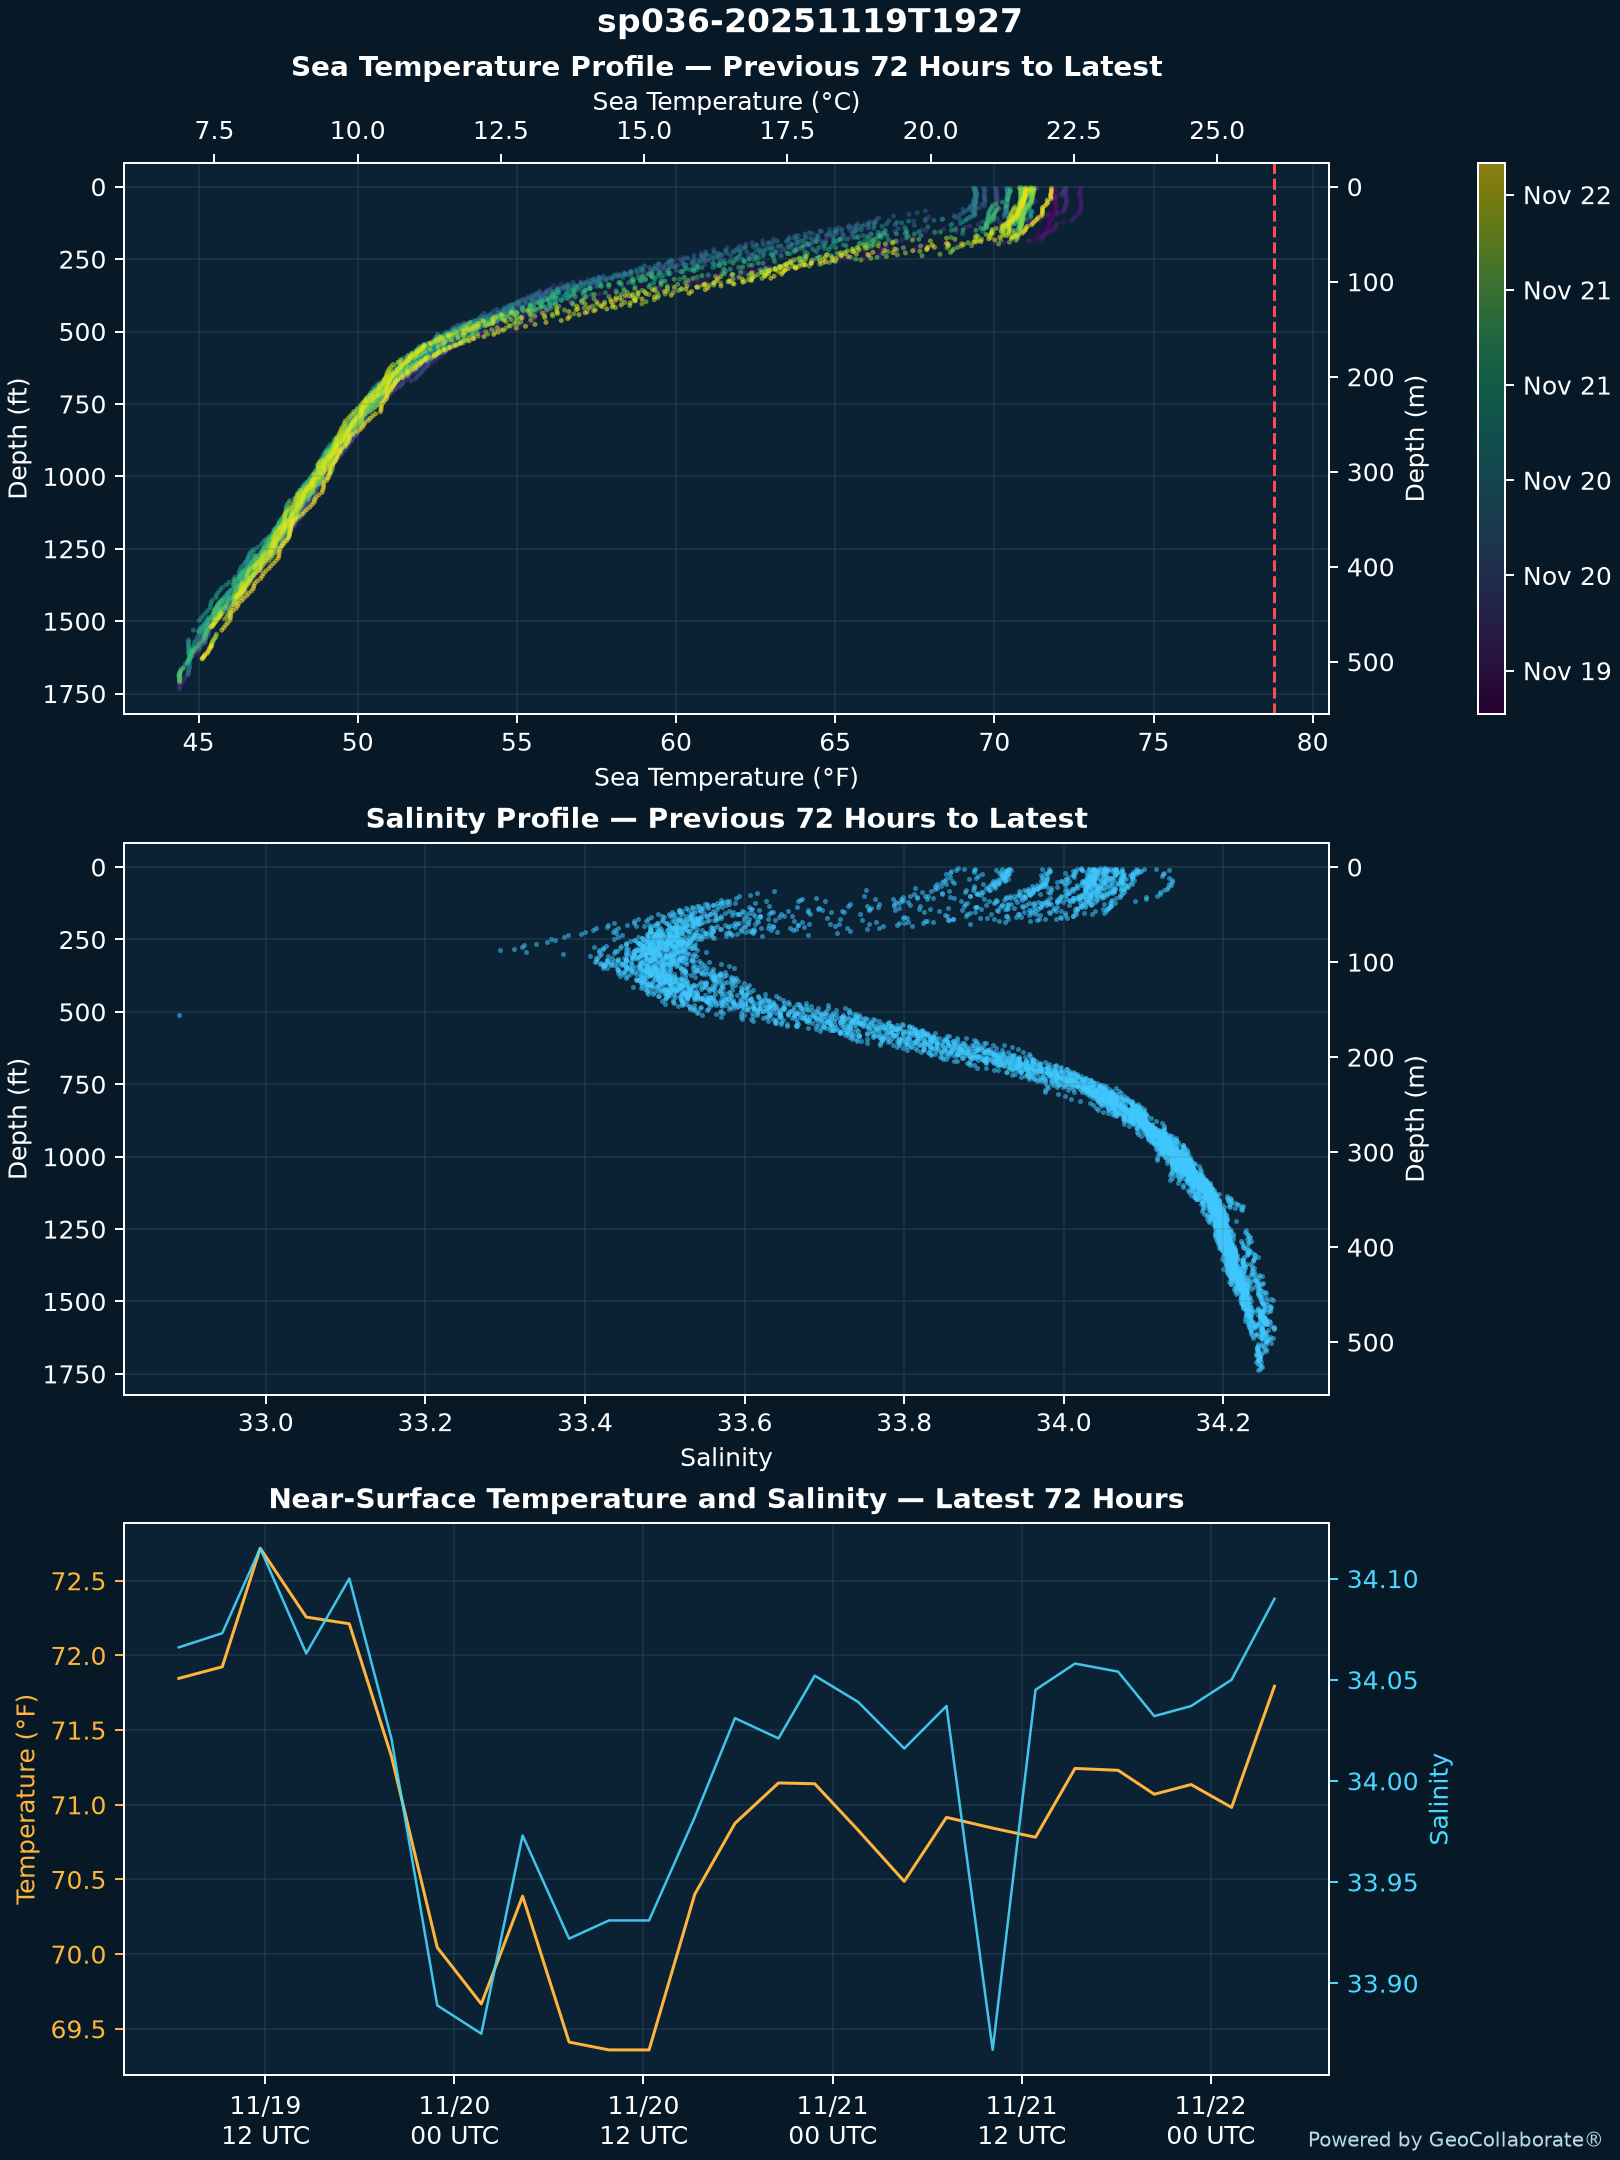 sp036-20251119T1927
Sea Temperature Profile — Previous 72 Hours to Latest
Sea Temperature (°C)
7.5 10.0 12.5 15.0 17.5 20.0 22.5 25.0
0
250
500
750
1000
1250
1500
1750
Depth (ft)
0
100
200
300
400
500
Depth (m)
Nov 22
Nov 21
Nov 21
Nov 20
Nov 20
Nov 19
45 50 55 60 65 70 75 80
Sea Temperature (°F)
Salinity Profile — Previous 72 Hours to Latest
0
250
500
750
1000
1250
1500
1750
Depth (ft)
0
100
200
300
400
500
Depth (m)
33.0 33.2 33.4 33.6 33.8 34.0 34.2
Salinity
Near-Surface Temperature and Salinity — Latest 72 Hours
72.5
72.0
71.5
71.0
70.5
70.0
69.5
Temperature (°F)
34.10
34.05
34.00
33.95
33.90
Salinity
11/19 11/20 11/20 11/21 11/21 11/22
12 UTC 00 UTC 12 UTC 00 UTC 12 UTC 00 UTC
Powered by GeoCollaborate®